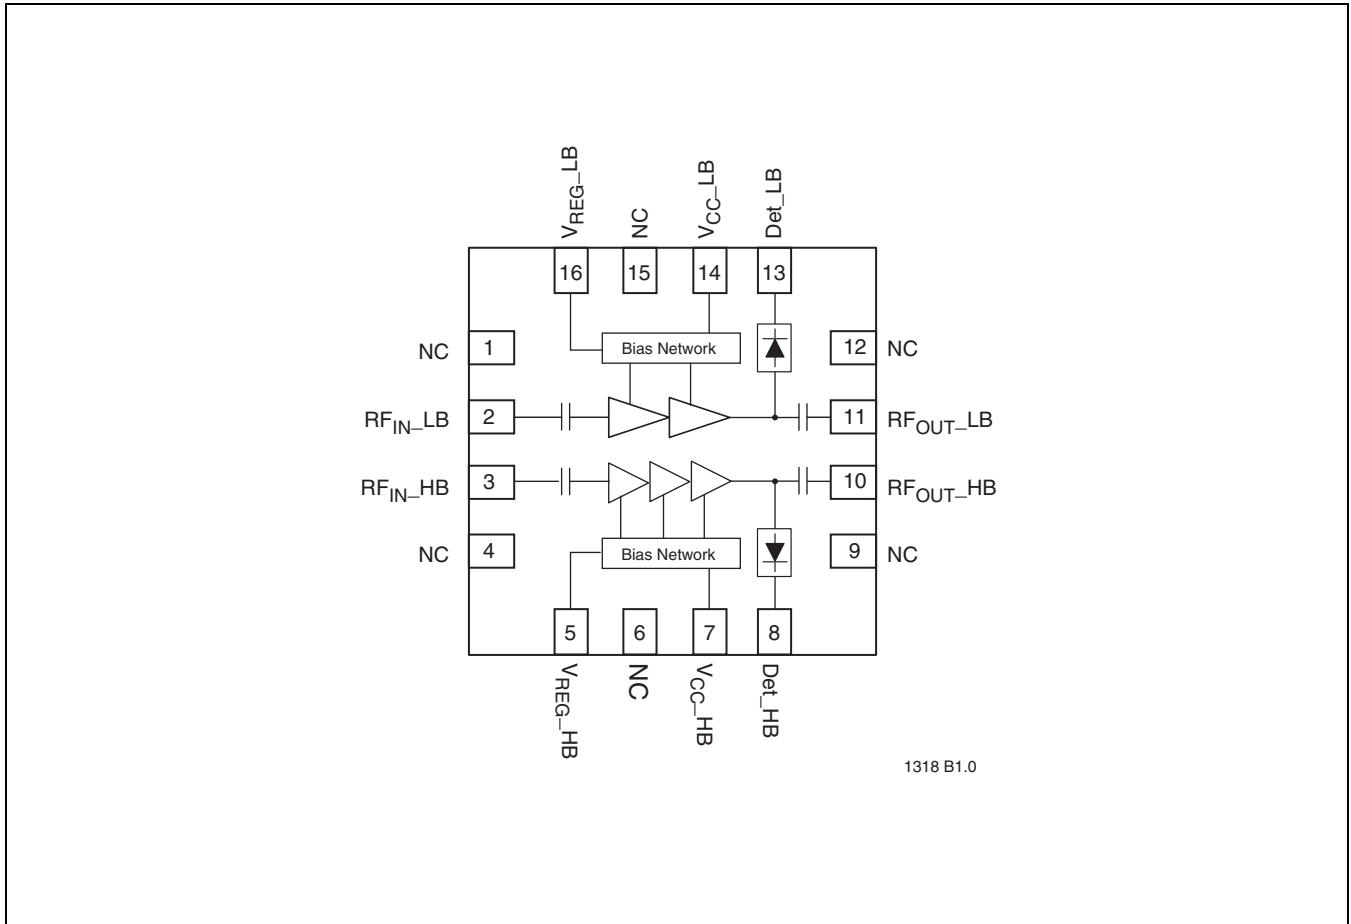 VREG_LB
NC
VCC_LB
Det_LB
16
15
14
13
NC
1
Bias Network
12
NC
RFIN_LB
2
11
RFOUT_LB
RFIN_HB
3
10
RFOUT_HB
NC
4
Bias Network
9
NC
5
6
7
8
VREG_HB
NC
VCC_HB
Det_HB
1318 B1.0